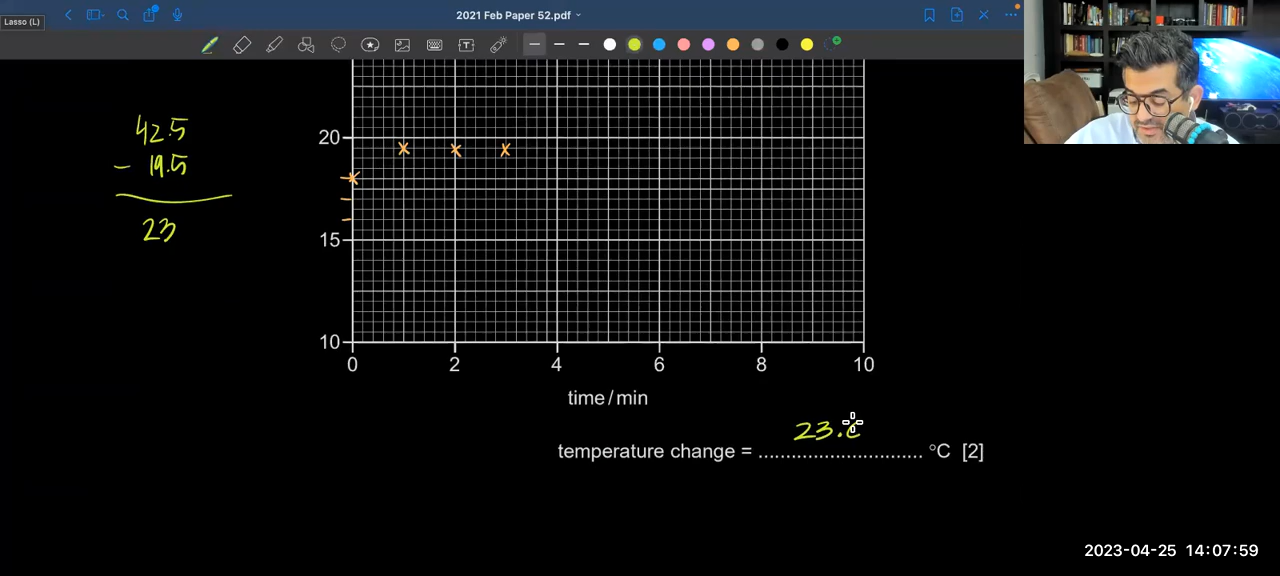 Lasso (L)
2021 Feb Paper 52.pdf
42.5
- 19.5
23
20
15
10
0 2 4 6 8 10
time / min
23.
temperature change = .............................. °C [2]
2023-04-25 14:07:59